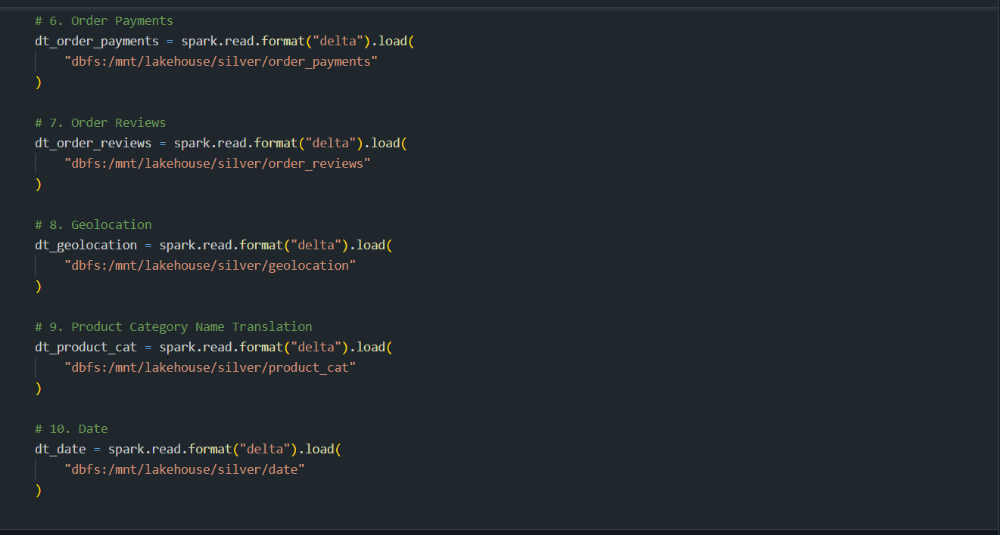 # 6. Order Payments
dt_order_payments = spark.read.format("delta").load(
"dbfs:/mnt/lakehouse/silver/order_payments"
)
# 7. Order Reviews
dt_order_reviews = spark.read.format("delta").load(
"dbfs:/mnt/lakehouse/silver/order_reviews"
)
# 8. Geolocation
dt_geolocation = spark.read.format("delta").load(
"dbfs:/mnt/lakehouse/silver/geolocation"
)
# 9. Product Category Name Translation
dt_product_cat = spark.read.format("delta").load(
"dbfs:/mnt/lakehouse/silver/product_cat"
)
# 10. Date
dt_date = spark.read.format("delta").load(
"dbfs:/mnt/lakehouse/silver/date"
)